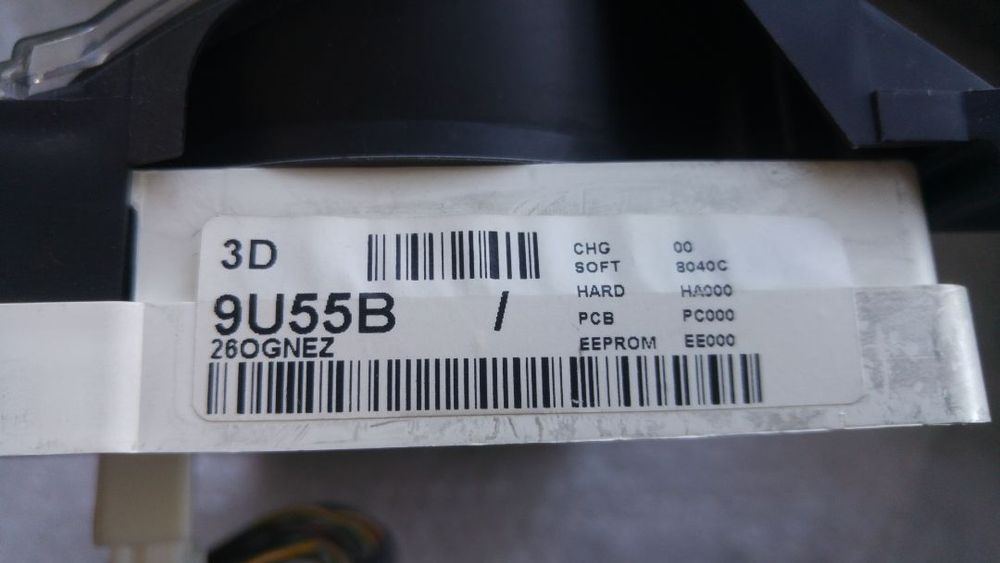 3D
CHG 00
SOFT 8040C
9U55B /
HARD HA000
PCB PC000
26OGNEZ
EEPROM EE000